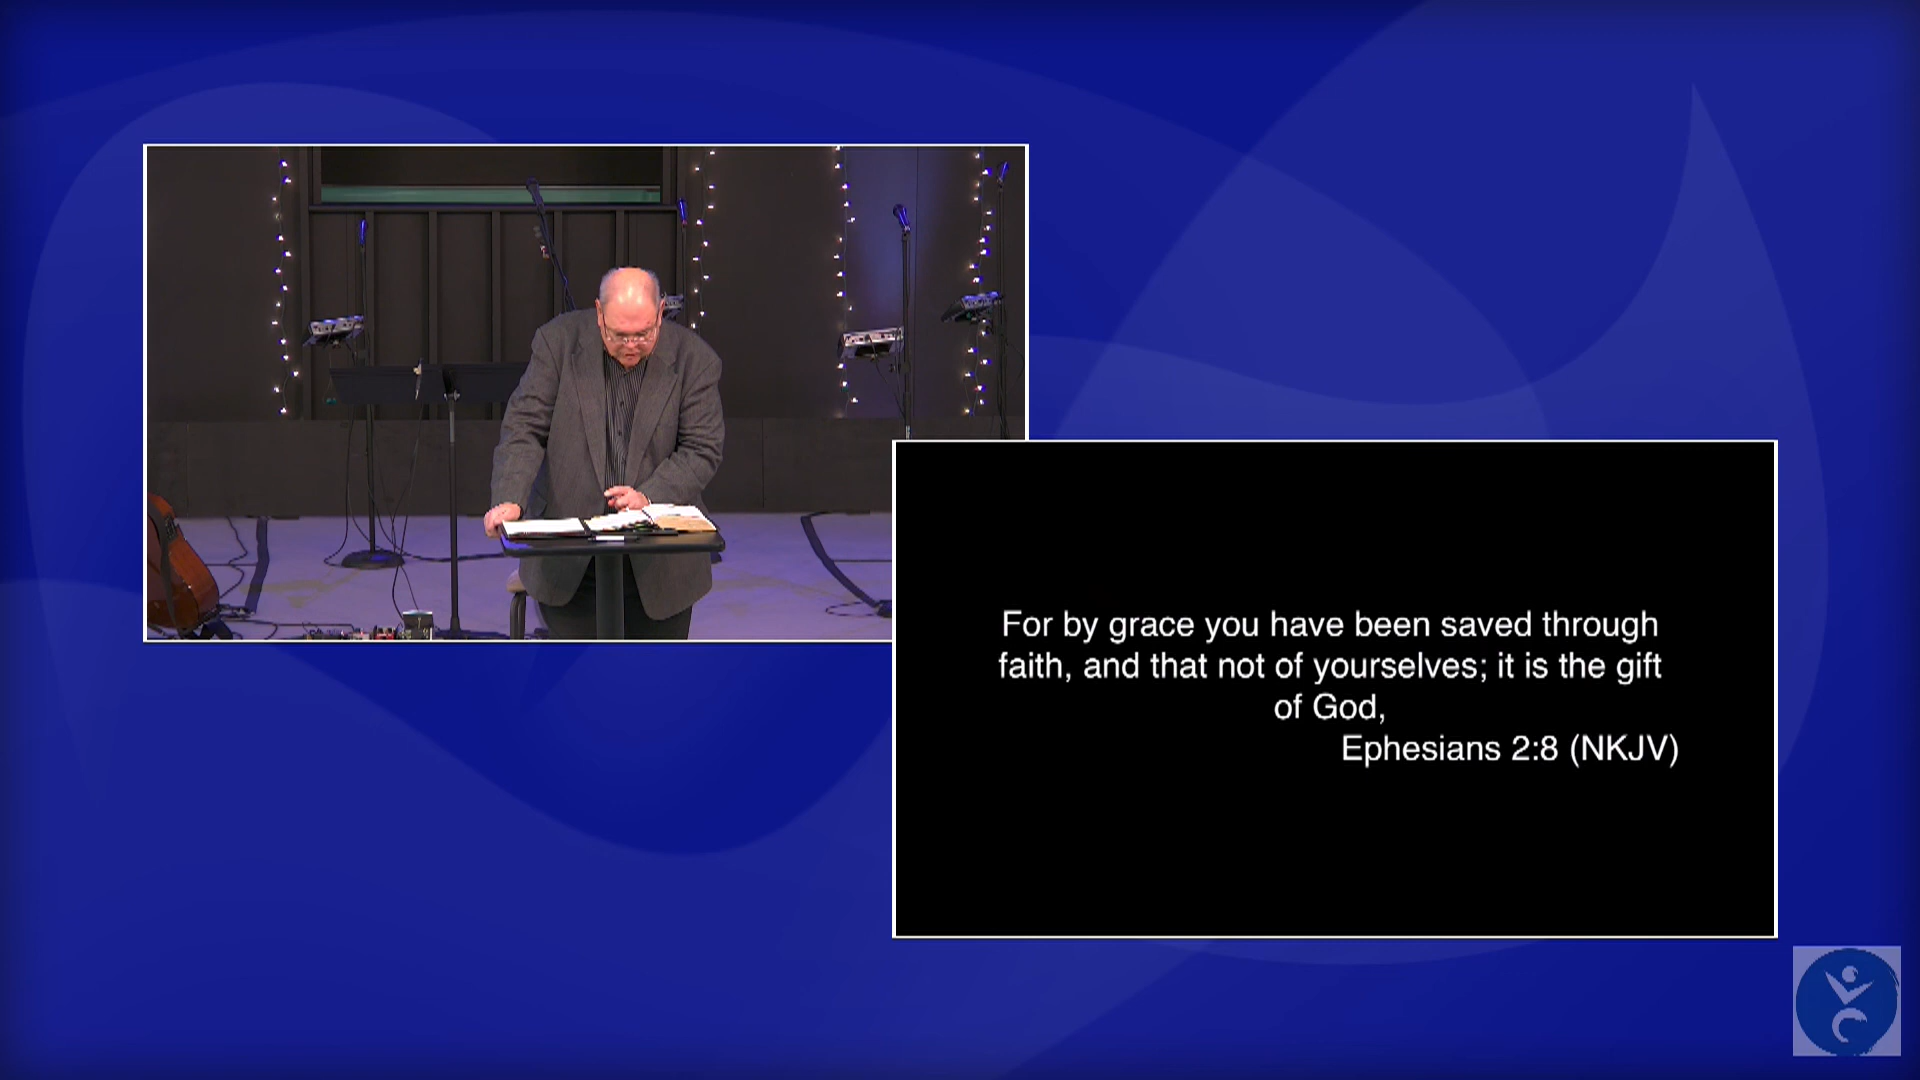 For by grace you have been saved through
faith, and that not of yourselves; it is the gift
of God,
Ephesians 2:8 (NKJV)